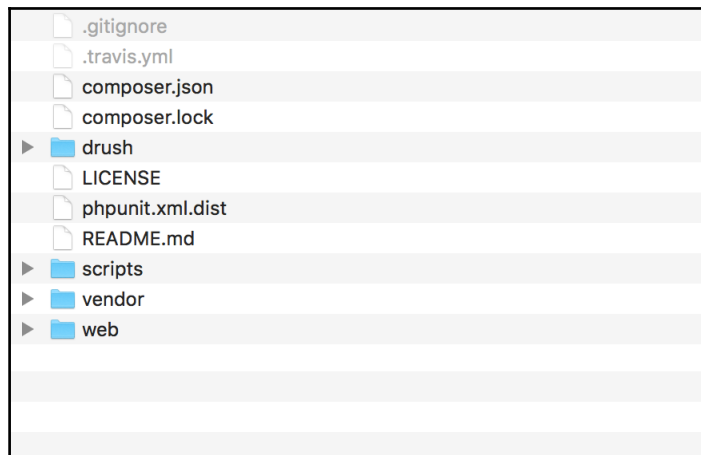 .gitignore
.travis.yml
composer.json
composer.lock
drush
LICENSE
phpunit.xml.dist
README.md
scripts
vendor
web